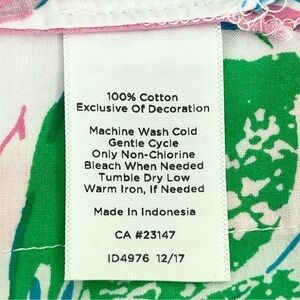 100% Cotton
Exclusive Of Decoration
Machine Wash Cold
Gentle Cycle
Only Non-Chlorine
Bleach When Needed
Tumble Dry Low
Warm Iron, If Needed
Made In Indonesia
CA #23147
ID4976 12/17